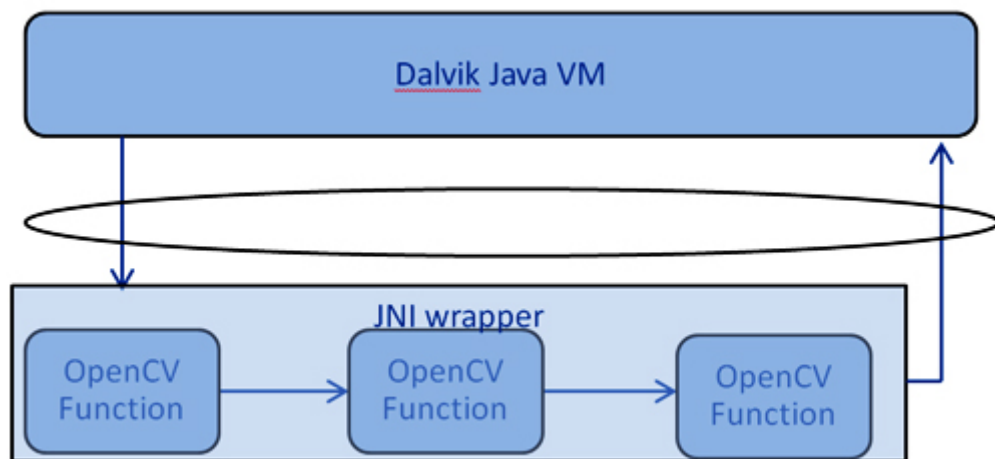 Dalvik Java VM
JNI wrapper
OpenCV
Function
OpenCV
Function
OpenCV
Function